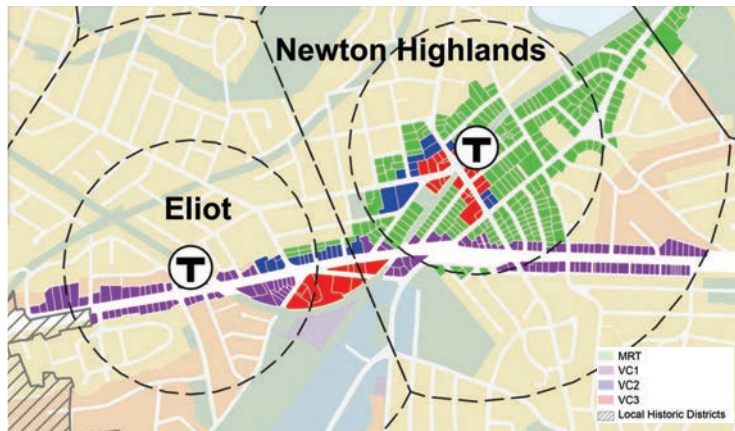 Newton Highlands
T
Eliot
T
MRT
VC1
VC2
VC3
Local Historic Districts